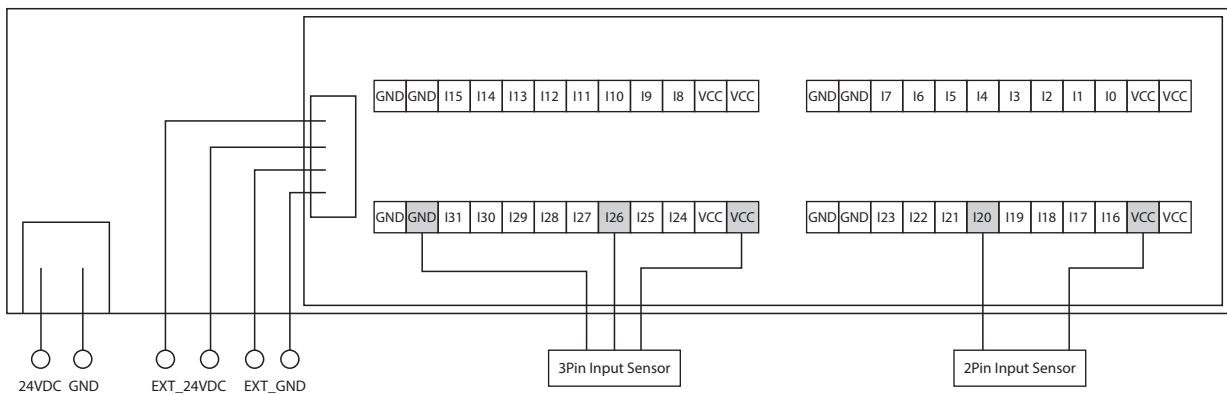 GND GND I15 I14 I13 I12 I11 I10 I9 I8 VCC VCC
GND GND I7 I6 I5 I4 I3 I2 I1 I0 VCC VCC
GND GND I31 I30 I29 I28 I27 I26 I25 I24 VCC VCC
GND GND I23 I22 I21 I20 I19 I18 I17 I16 VCC VCC
24VDC GND
EXT_24VDC
EXT_GND
3Pin Input Sensor
2Pin Input Sensor